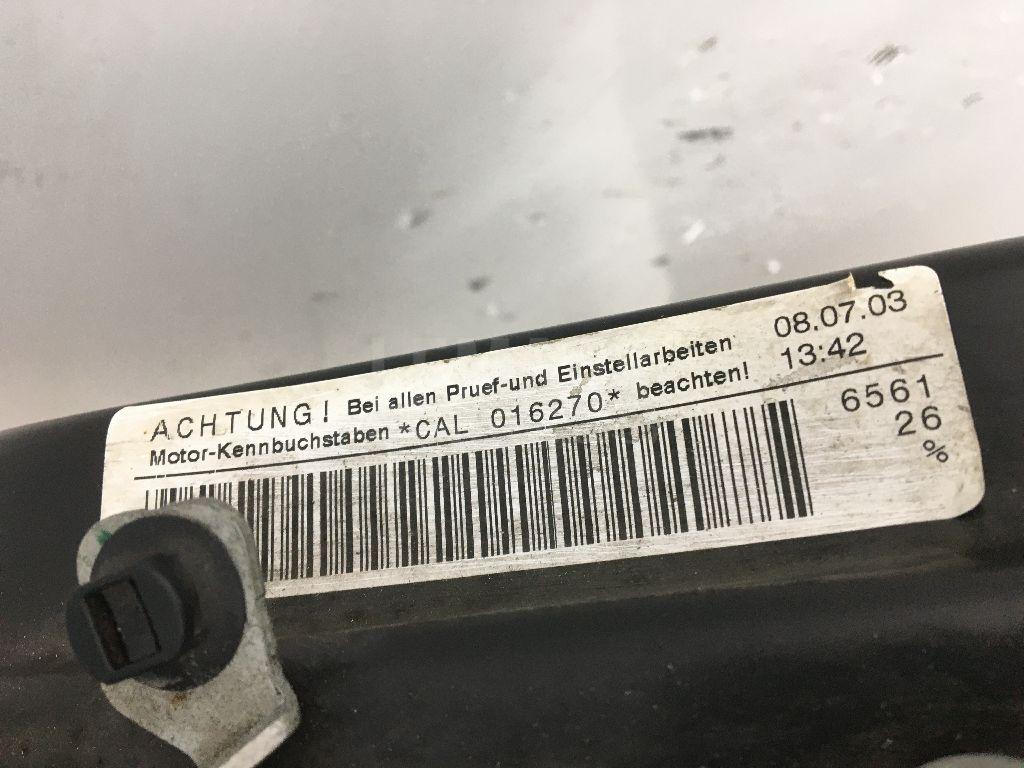 ACHTUNG! Bei allen Pruef-und Einstellarbeiten 08.07.03
Motor-Kennbuchstaben *CAL 016270* beachten! 13:42
6561
26
%